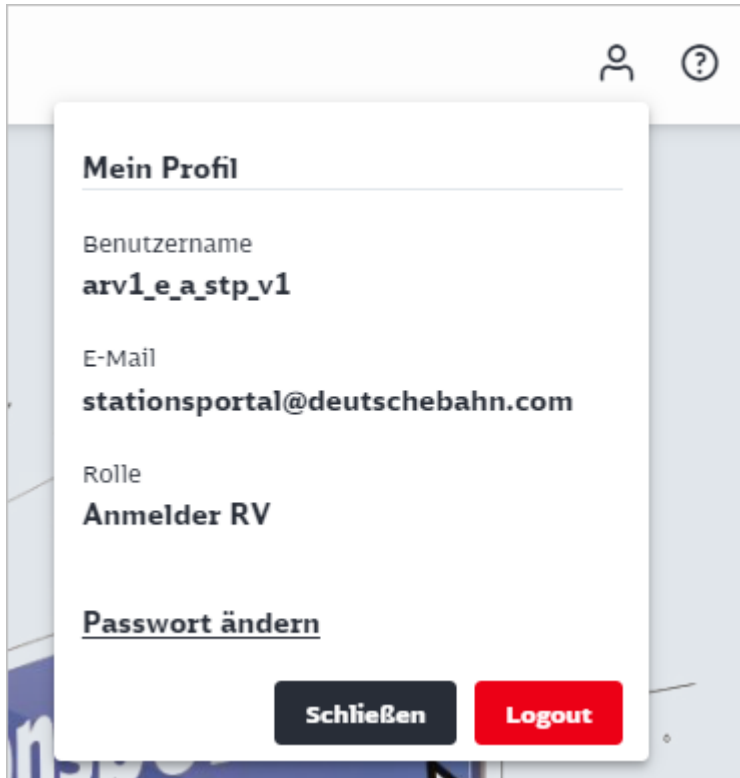 Mein Profil
Benutzername
arv1_e_a_stp_v1
E-Mail
stationsportal@deutschebahn.com
Rolle
Anmelder RV
Passwort ändern
Schließen
Logout